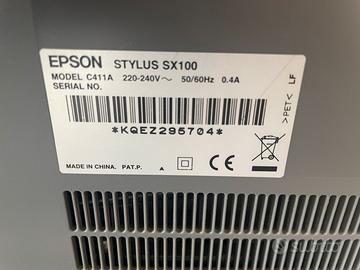 EPSON STYLUS SX100
MODEL C411A 220-240V~ 50/60Hz 0.4A
SERIAL NO.
*KQEZ295704*
MADE IN CHINA. PAT.P. CE
>PET< LF
subito